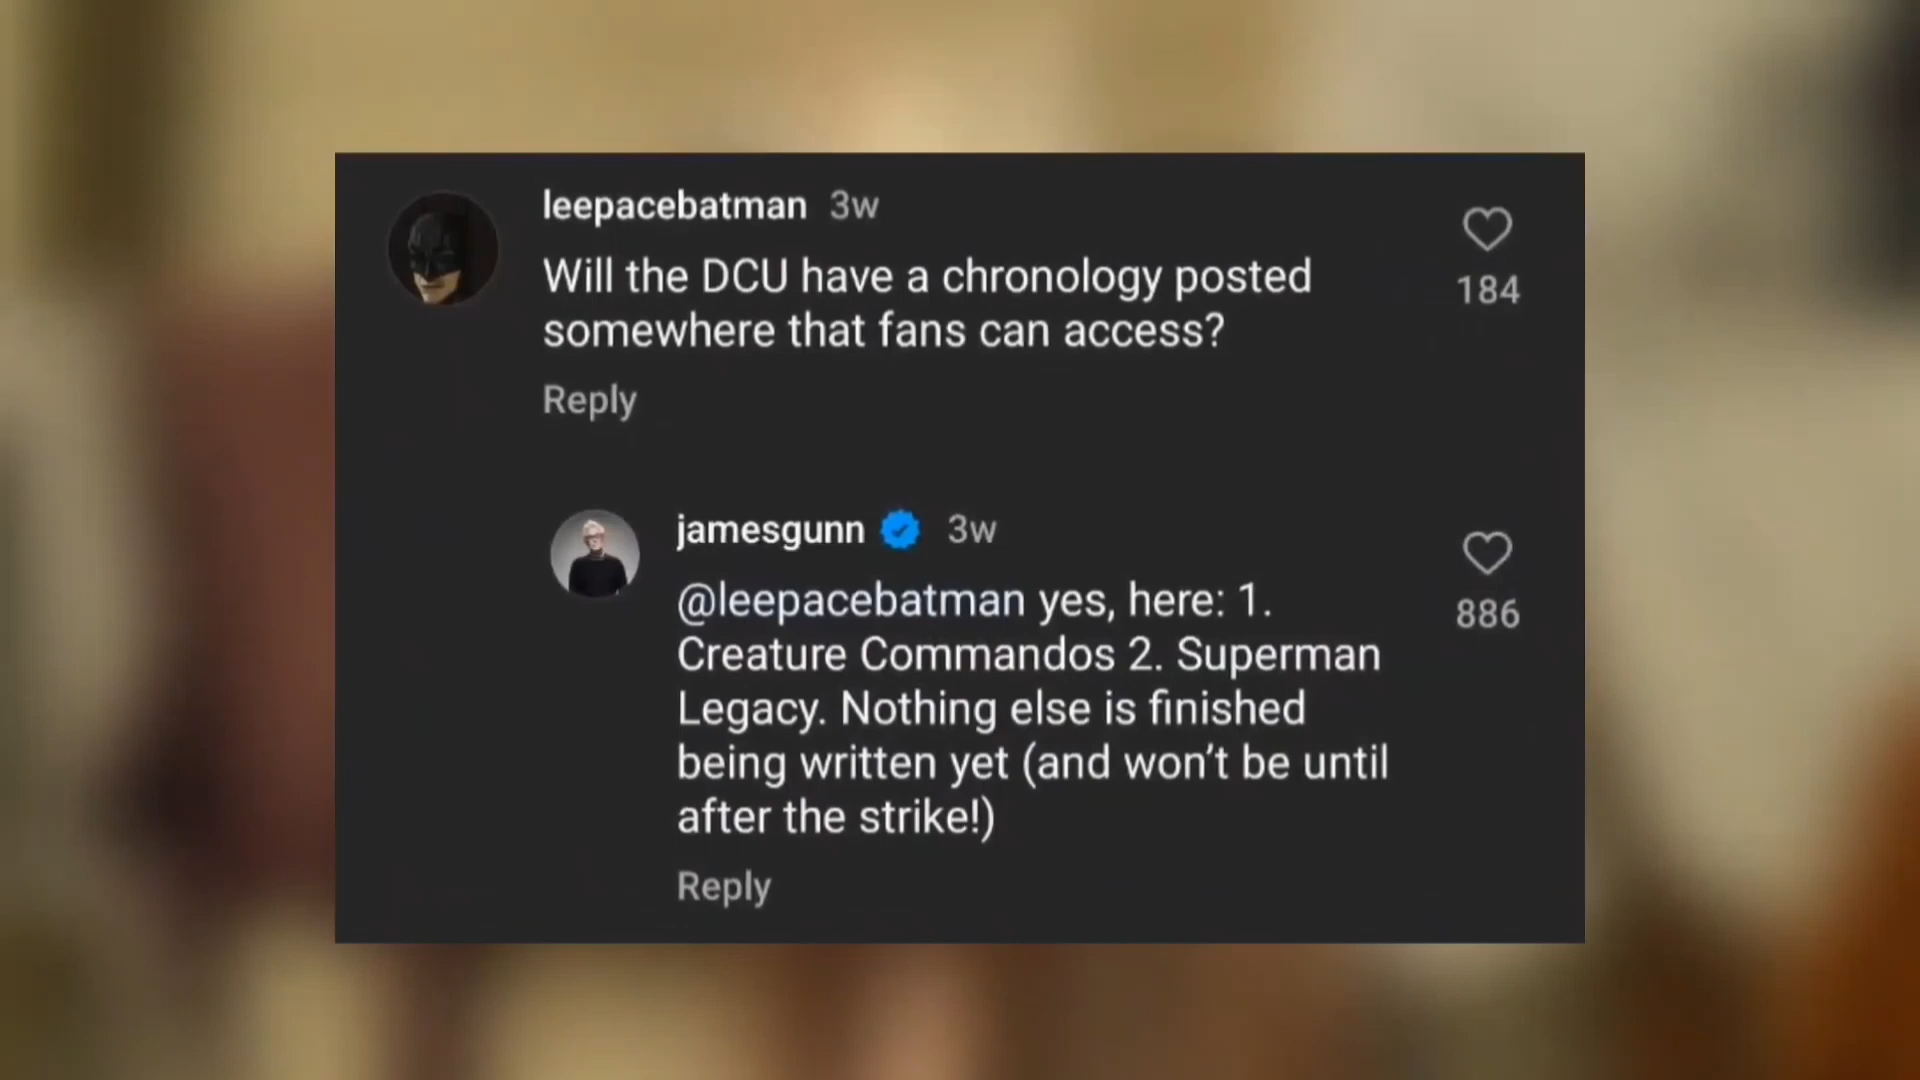 leepacebatman 3w
Will the DCU have a chronology posted
somewhere that fans can access?
184
Reply
jamesgunn 3w
@leepacebatman yes, here: 1.
Creature Commandos 2. Superman
Legacy. Nothing else is finished
being written yet (and won’t be until
after the strike!)
886
Reply